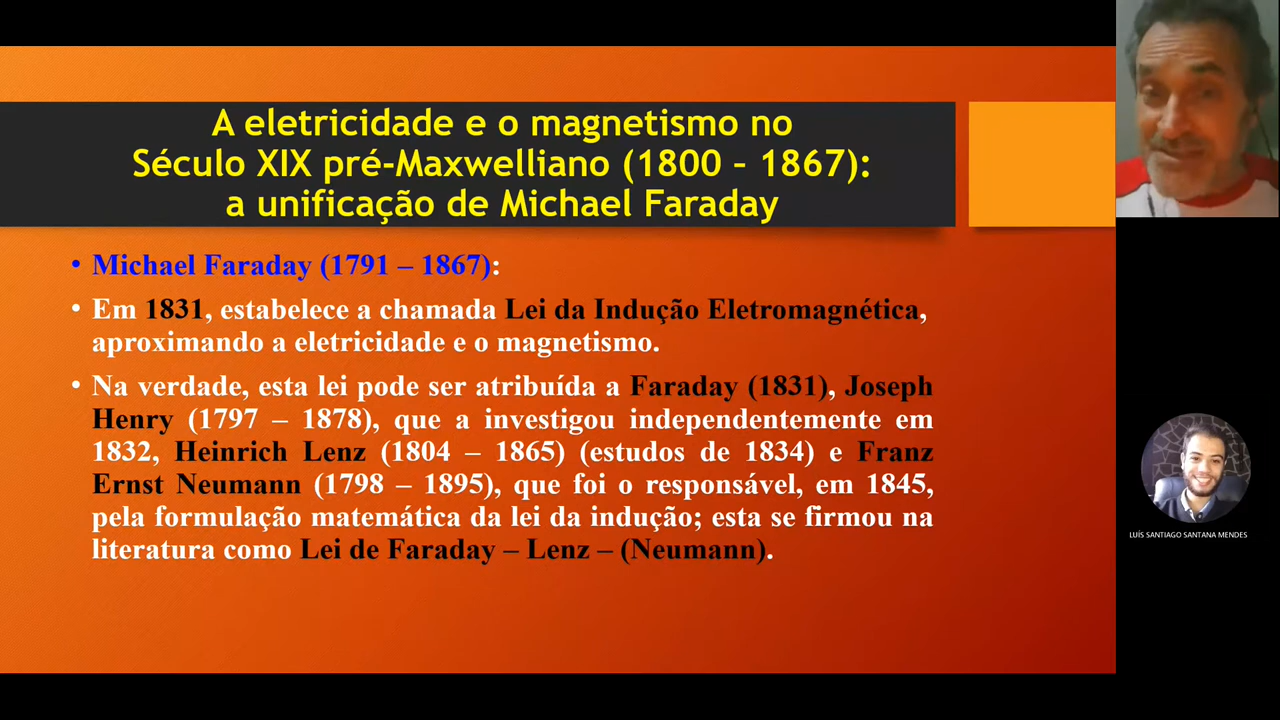 A eletricidade e o magnetismo no
Século XIX pré-Maxwelliano (1800 – 1867):
a unificação de Michael Faraday
• Michael Faraday (1791 – 1867):
• Em 1831, estabelece a chamada Lei da Indução Eletromagnética,
aproximando a eletricidade e o magnetismo.
• Na verdade, esta lei pode ser atribuída a Faraday (1831), Joseph
Henry (1797 – 1878), que a investigou independentemente em
1832, Heinrich Lenz (1804 – 1865) (estudos de 1834) e Franz
Ernst Neumann (1798 – 1895), que foi o responsável, em 1845,
pela formulação matemática da lei da indução; esta se firmou na
literatura como Lei de Faraday – Lenz – (Neumann).
LUÍS SANTIAGO SANTANA MENDES